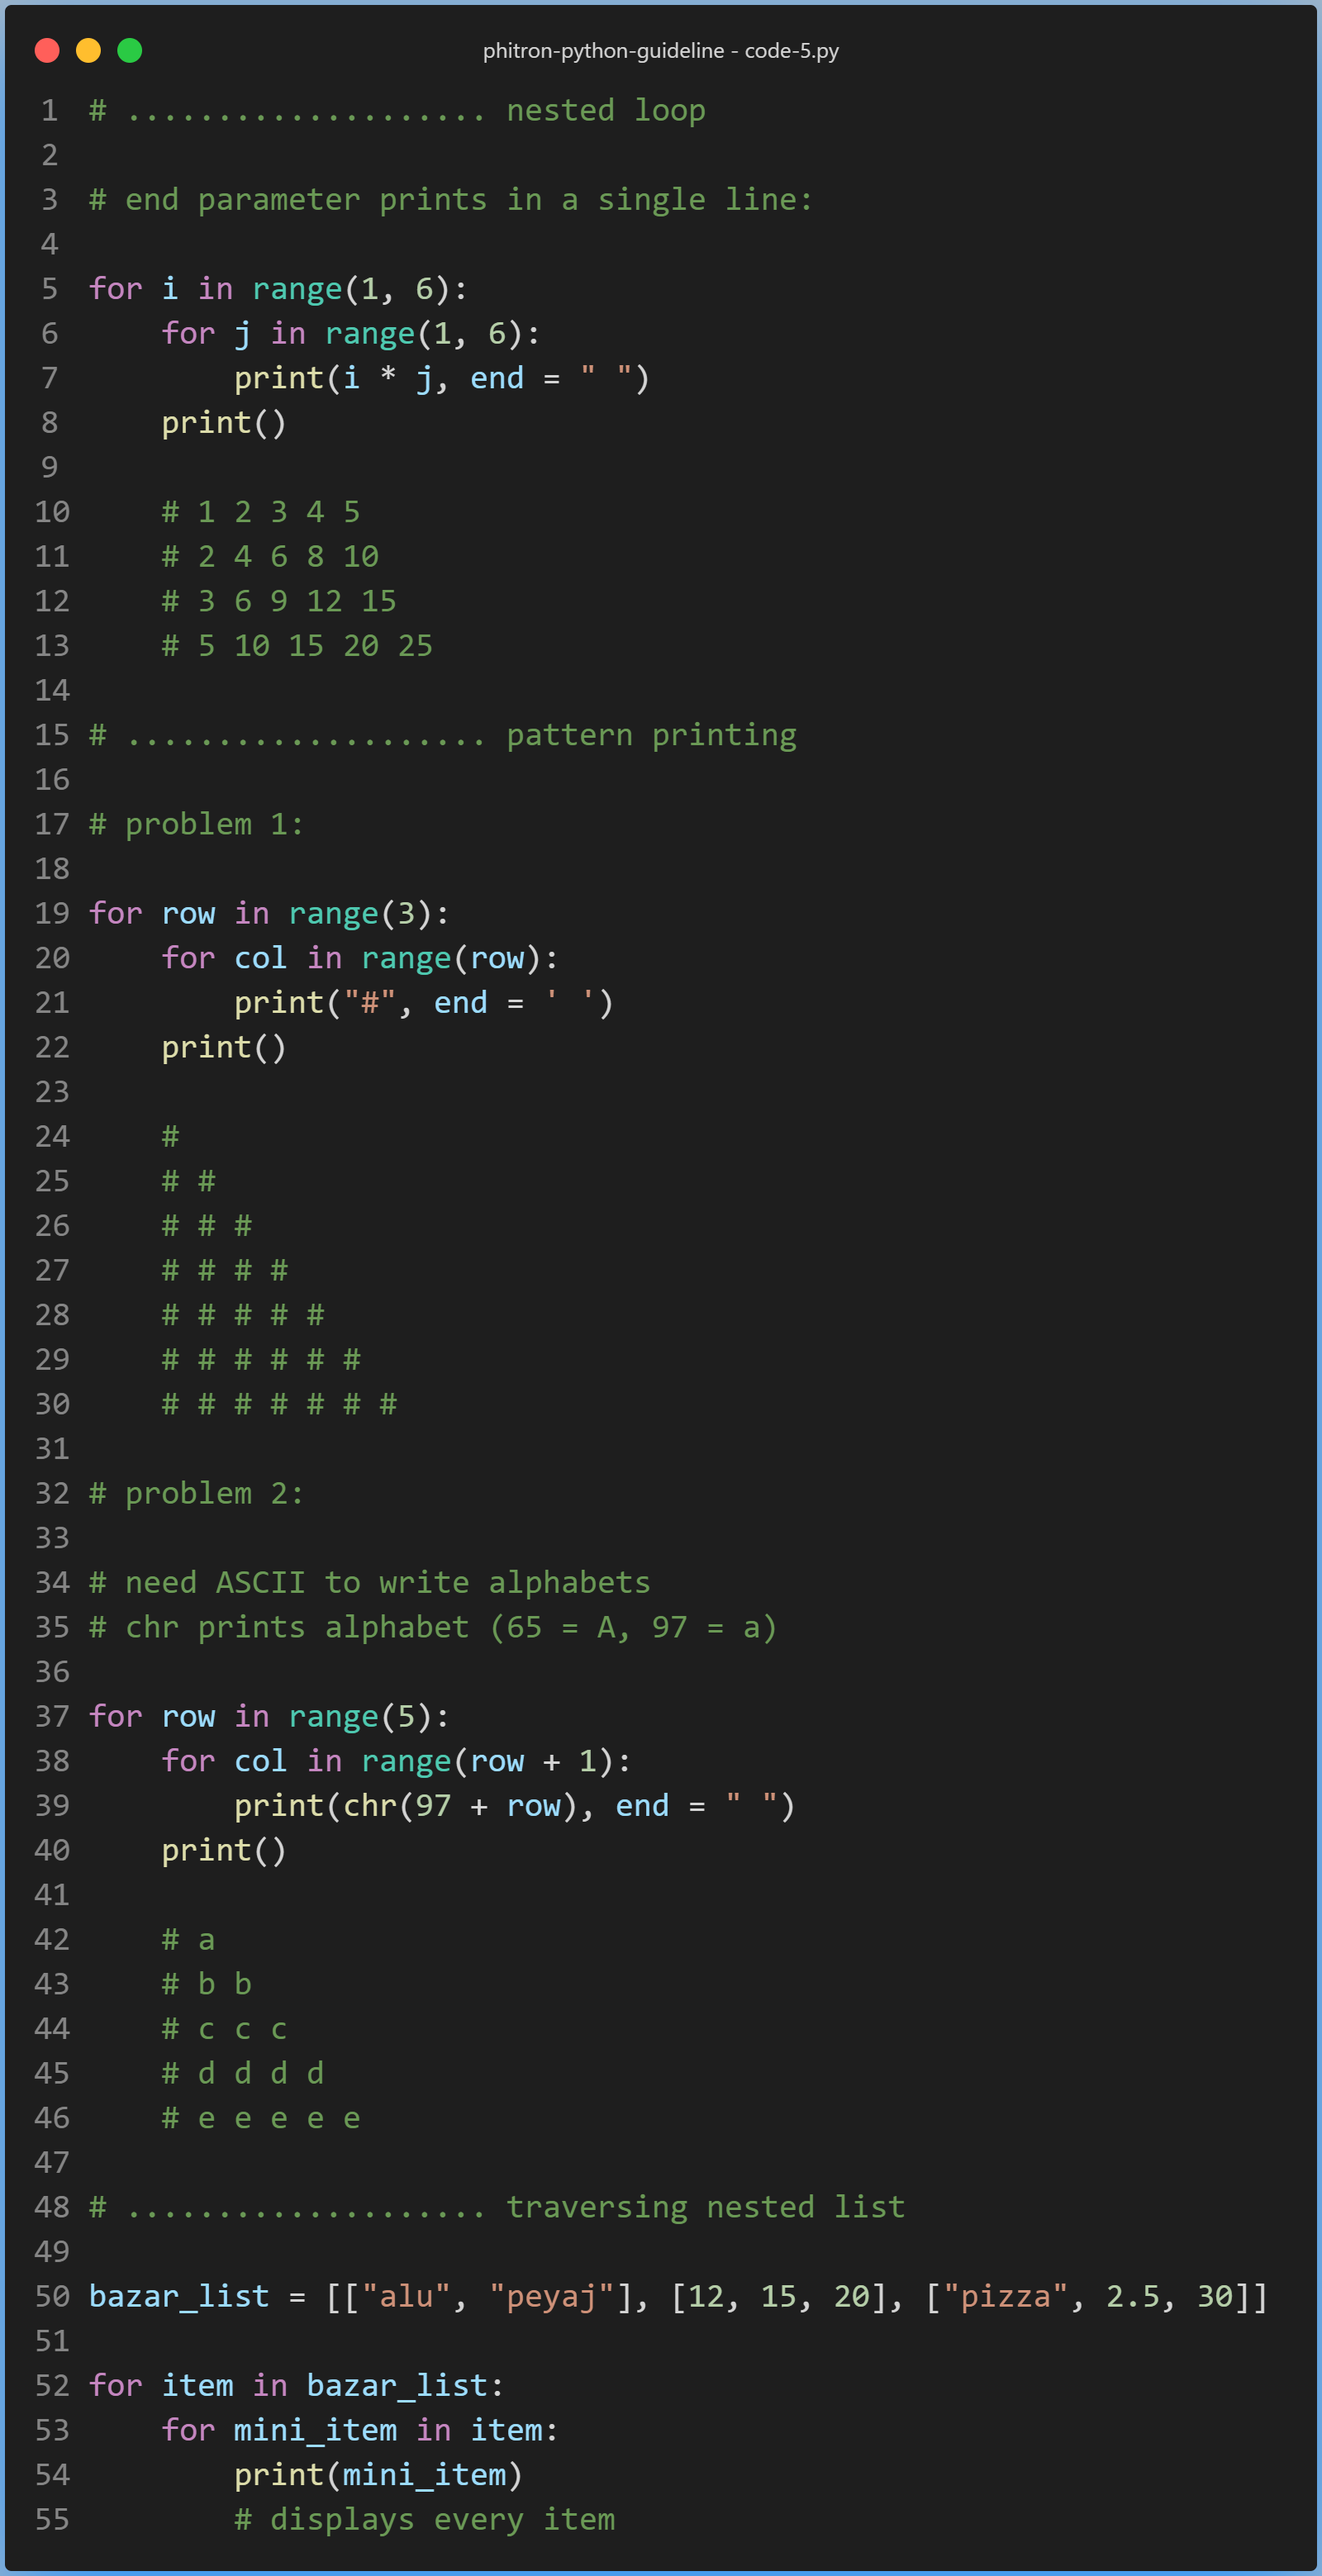 phitron-python-guideline - code-5.py
1 # .................... nested loop
2
3 # end parameter prints in a single line:
4
5 for i in range(1, 6):
6     for j in range(1, 6):
7         print(i * j, end = " ")
8     print()
9
10     # 1 2 3 4 5
11     # 2 4 6 8 10
12     # 3 6 9 12 15
13     # 5 10 15 20 25
14
15 # .................... pattern printing
16
17 # problem 1:
18
19 for row in range(3):
20     for col in range(row):
21         print("#", end = ' ')
22     print()
23
24     #
25     # #
26     # # #
27     # # # #
28     # # # # #
29     # # # # # #
30     # # # # # # #
31
32 # problem 2:
33
34 # need ASCII to write alphabets
35 # chr prints alphabet (65 = A, 97 = a)
36
37 for row in range(5):
38     for col in range(row + 1):
39         print(chr(97 + row), end = " ")
40     print()
41
42     # a
43     # b b
44     # c c c
45     # d d d d
46     # e e e e e
47
48 # .................... traversing nested list
49
50 bazar_list = [["alu", "peyaj"], [12, 15, 20], ["pizza", 2.5, 30]]
51
52 for item in bazar_list:
53     for mini_item in item:
54         print(mini_item)
55         # displays every item